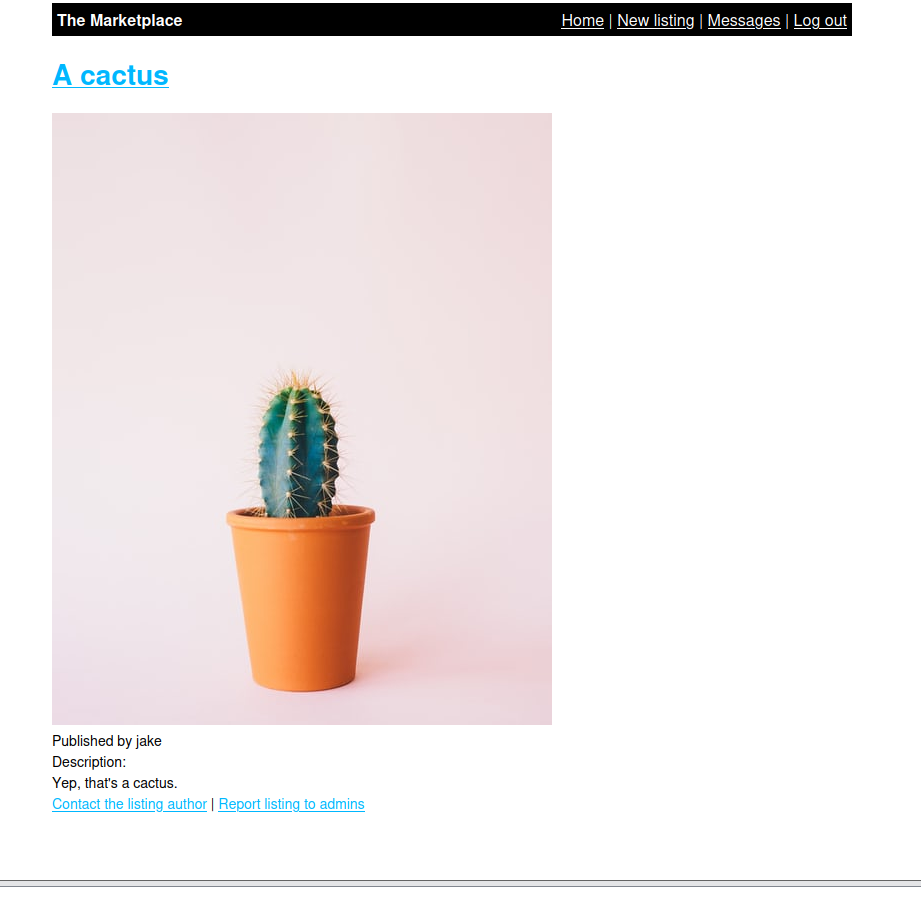 The Marketplace
Home | New listing | Messages | Log out
A cactus
Published by jake
Description:
Yep, that's a cactus.
Contact the listing author | Report listing to admins